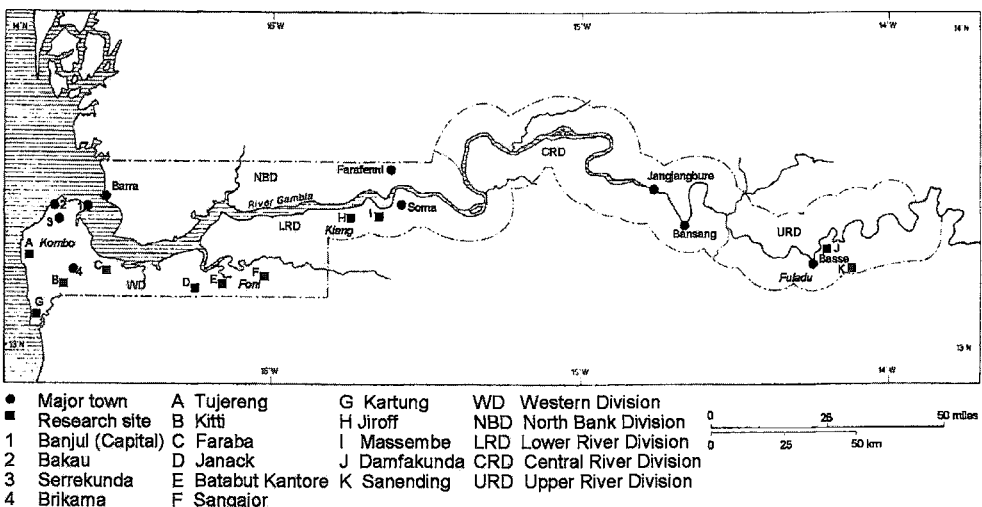 14 N
16 W
15 W
14 W
14 N
NBD
Farafenni
CRD
Jangjangbure
Barra
River Gambia
Soma
2
1
3
Kombo
H
Kiang
I
LRD
Bansang
URD
A
J
Basse
K
Fuladu
4
C
B
WD
D
E
Foni
F
G
13 N
13 N
16 W
15 W
14 W
● Major town A Tujereng G Kartung WD Western Division
■ Research site B Kitti H Jiroff NBD North Bank Division
1 Banjul (Capital) C Faraba I Massembe LRD Lower River Division
2 Bakau D Janack J Damfakunda CRD Central River Division
3 Serrekunda E Batabut Kantore K Sanending URD Upper River Division
4 Brikama F Sangajor
0 25 50 miles
0 25 50 km